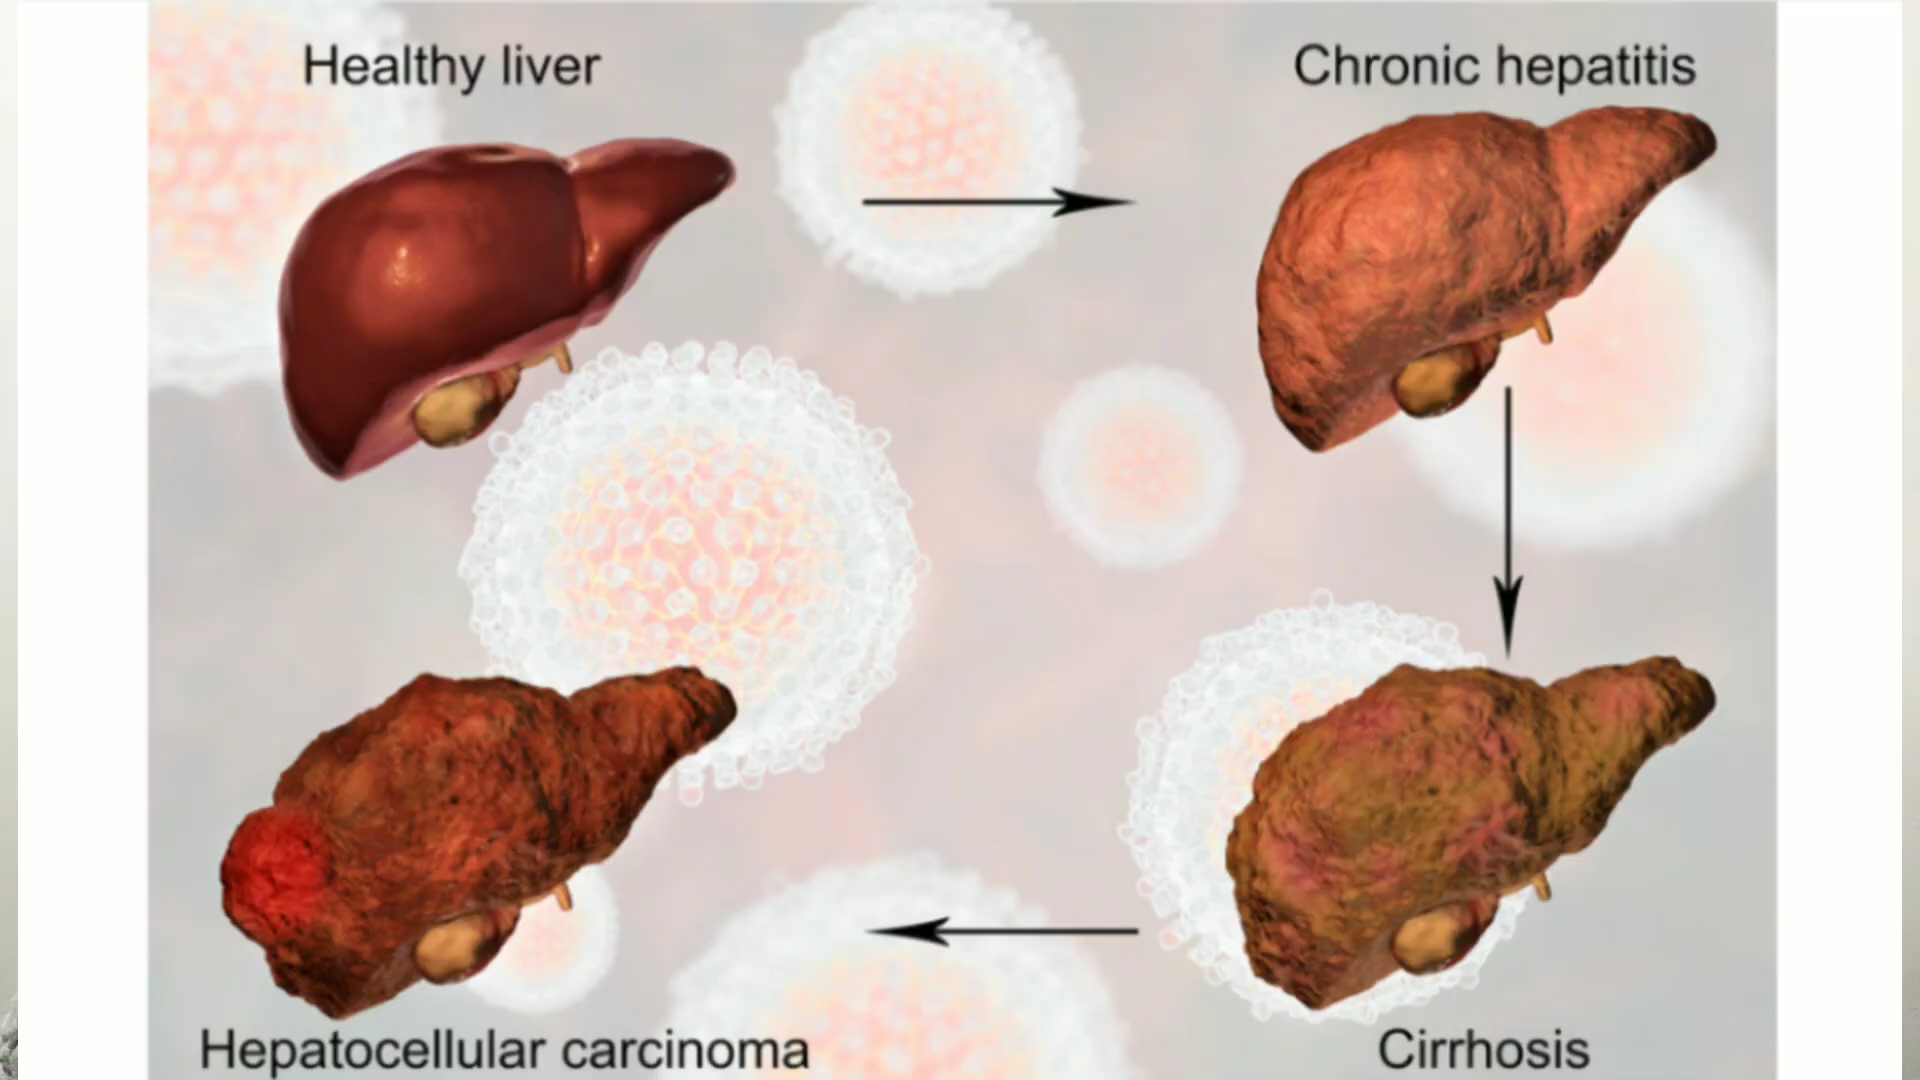 Healthy liver
Chronic hepatitis
Hepatocellular carcinoma
Cirrhosis